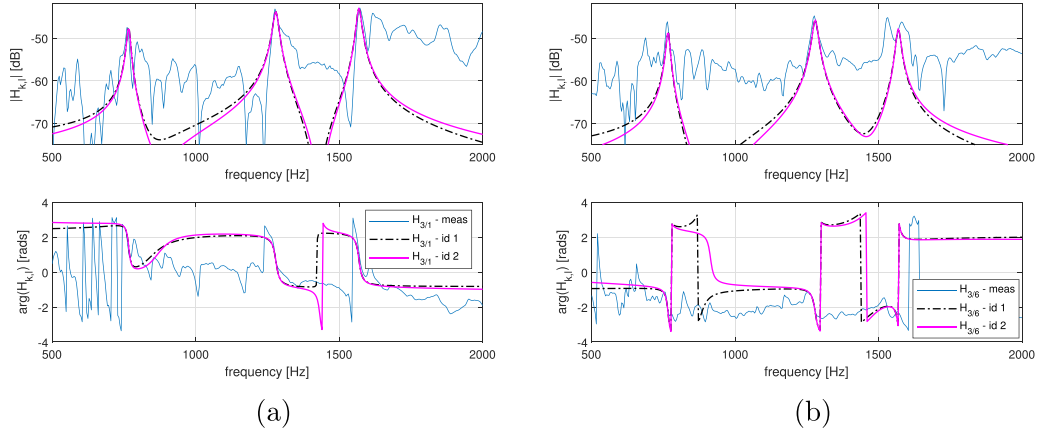 |H_{k,l}| [dB]
-50
-60
-70
500 1000 1500 2000
frequency [Hz]
|H_{k,l}| [dB]
-50
-60
-70
500 1000 1500 2000
frequency [Hz]
arg(H_{k,l}) [rads]
4
2
0
-2
-4
H_{3/1} - meas
H_{3/1} - id 1
H_{3/1} - id 2
500 1000 1500 2000
frequency [Hz]
arg(H_{k,l}) [rads]
4
2
0
-2
-4
H_{3/6} - meas
H_{3/6} - id 1
H_{3/6} - id 2
500 1000 1500 2000
frequency [Hz]
(a)
(b)